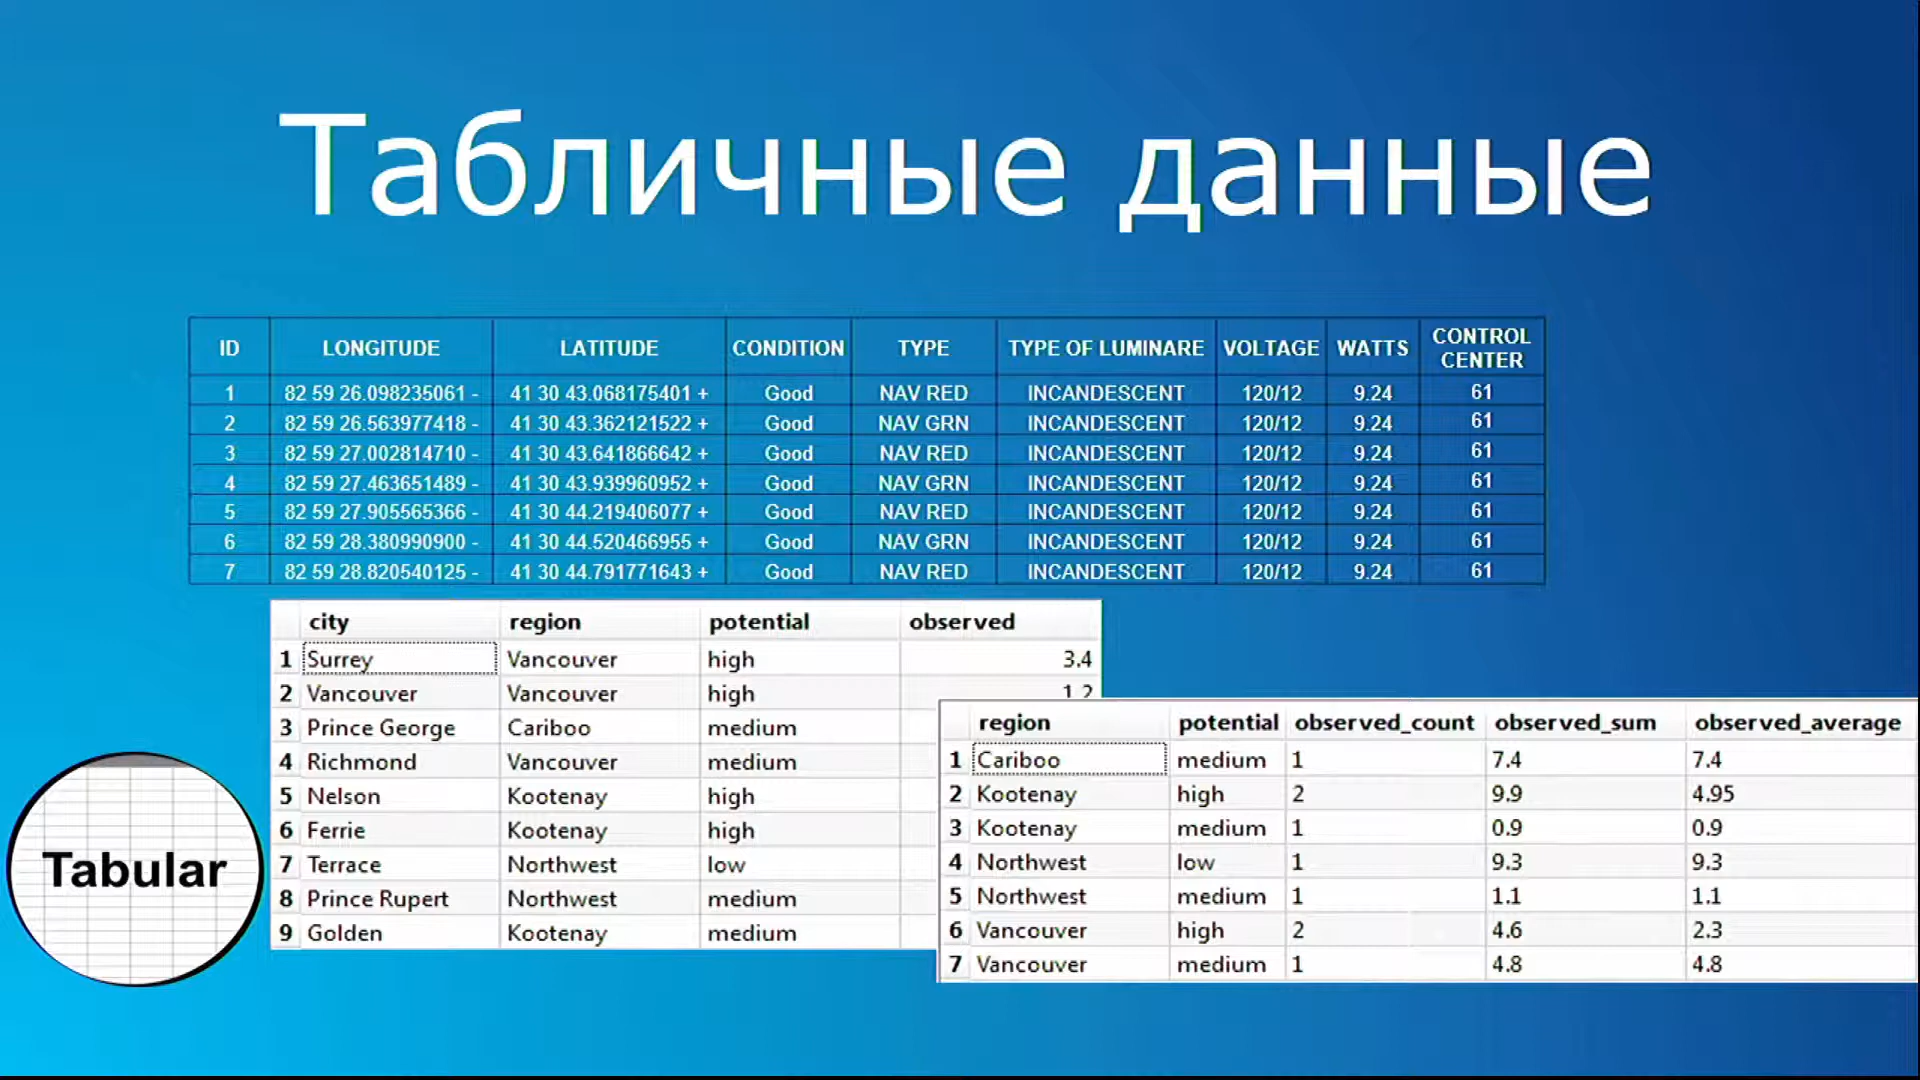 Табличные данные
ID LONGITUDE LATITUDE CONDITION TYPE TYPE OF LUMINARE VOLTAGE WATTS CONTROL CENTER
1 82 59 26.098235061 - 41 30 43.068175401 + Good NAV RED INCANDESCENT 120/12 9.24 61
2 82 59 26.563977418 - 41 30 43.362121522 + Good NAV GRN INCANDESCENT 120/12 9.24 61
3 82 59 27.002814710 - 41 30 43.641866642 + Good NAV RED INCANDESCENT 120/12 9.24 61
4 82 59 27.463651489 - 41 30 43.939960952 + Good NAV GRN INCANDESCENT 120/12 9.24 61
5 82 59 27.905565366 - 41 30 44.219406077 + Good NAV RED INCANDESCENT 120/12 9.24 61
6 82 59 28.380990900 - 41 30 44.520466955 + Good NAV GRN INCANDESCENT 120/12 9.24 61
7 82 59 28.820540125 - 41 30 44.791771643 + Good NAV RED INCANDESCENT 120/12 9.24 61
city region potential observed
1 Surrey Vancouver high 3.4
2 Vancouver Vancouver high 1.2
3 Prince George Cariboo medium
4 Richmond Vancouver medium
5 Nelson Kootenay high
6 Ferrie Kootenay high
7 Terrace Northwest low
8 Prince Rupert Northwest medium
9 Golden Kootenay medium
region potential observed_count observed_sum observed_average
1 Cariboo medium 1 7.4 7.4
2 Kootenay high 2 9.9 4.95
3 Kootenay medium 1 0.9 0.9
4 Northwest low 1 9.3 9.3
5 Northwest medium 1 1.1 1.1
6 Vancouver high 2 4.6 2.3
7 Vancouver medium 1 4.8 4.8
Tabular